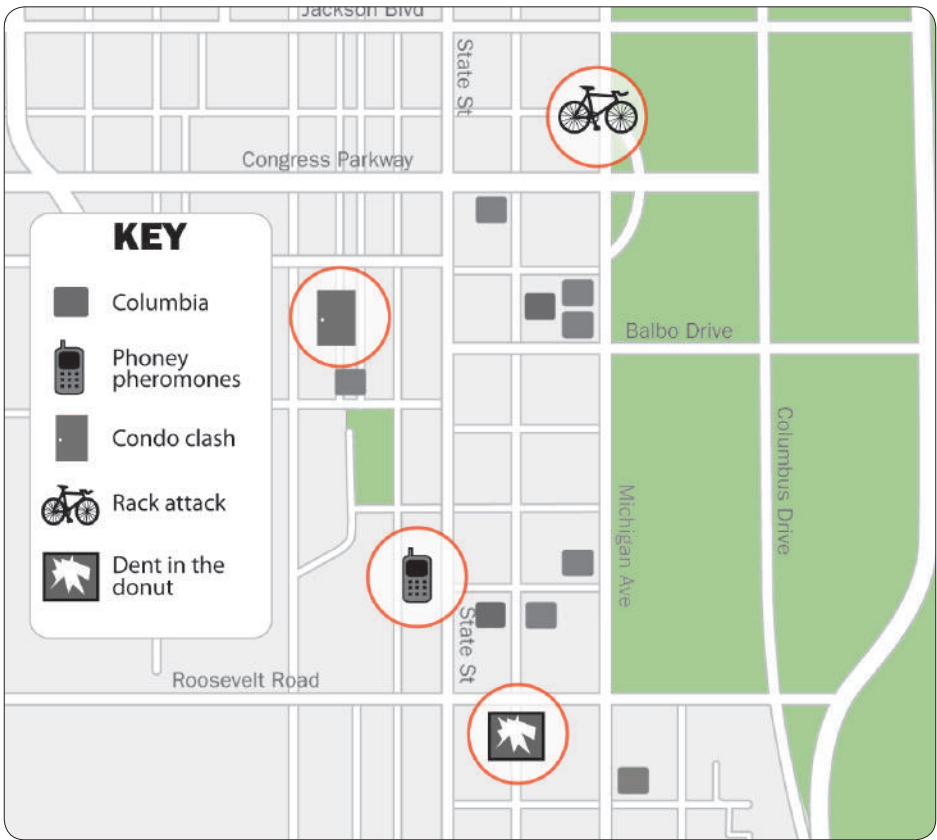 Jackson Blvd
State St
Congress Parkway
KEY
Columbia
Phoney
pheromones
Condo clash
Rack attack
Dent in the
donut
Balbo Drive
Columbus Drive
Michigan Ave
State St
Roosevelt Road